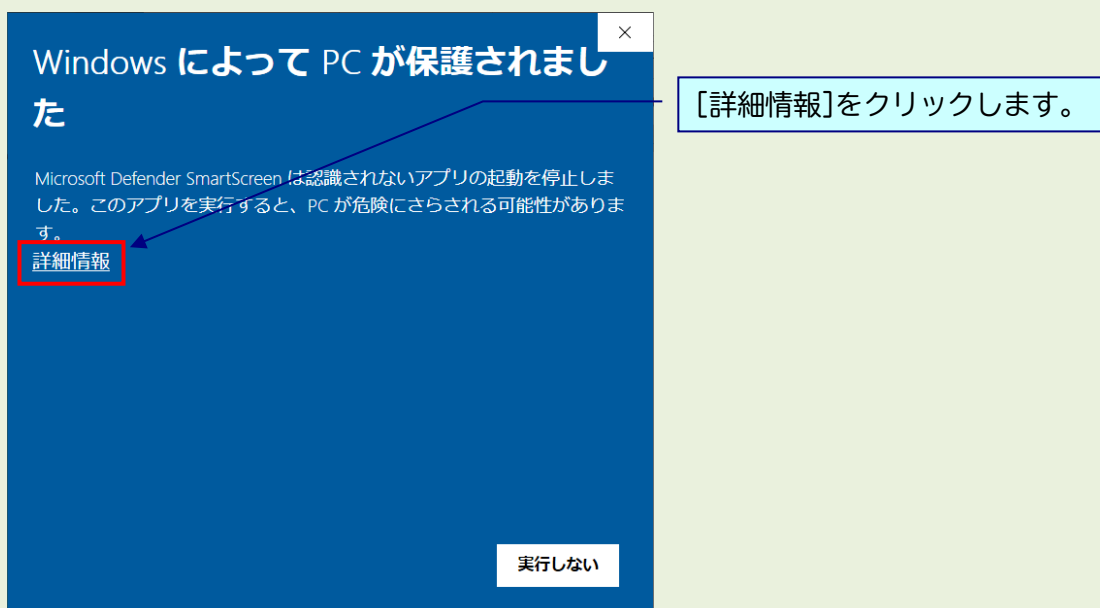 Windows によって PC が保護されまし
た
[詳細情報]をクリックします。
Microsoft Defender SmartScreen は認識されないアプリの起動を停止しま
した。このアプリを実行すると、PC が危険にさらされる可能性がありま
す。
詳細情報
実行しない